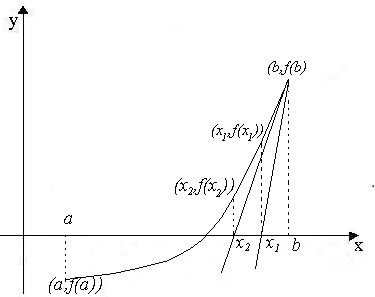 y
(b,f(b)
(x1,f(x1))
(x2,f(x2))
a
x2 x1 b x
(a,f(a))